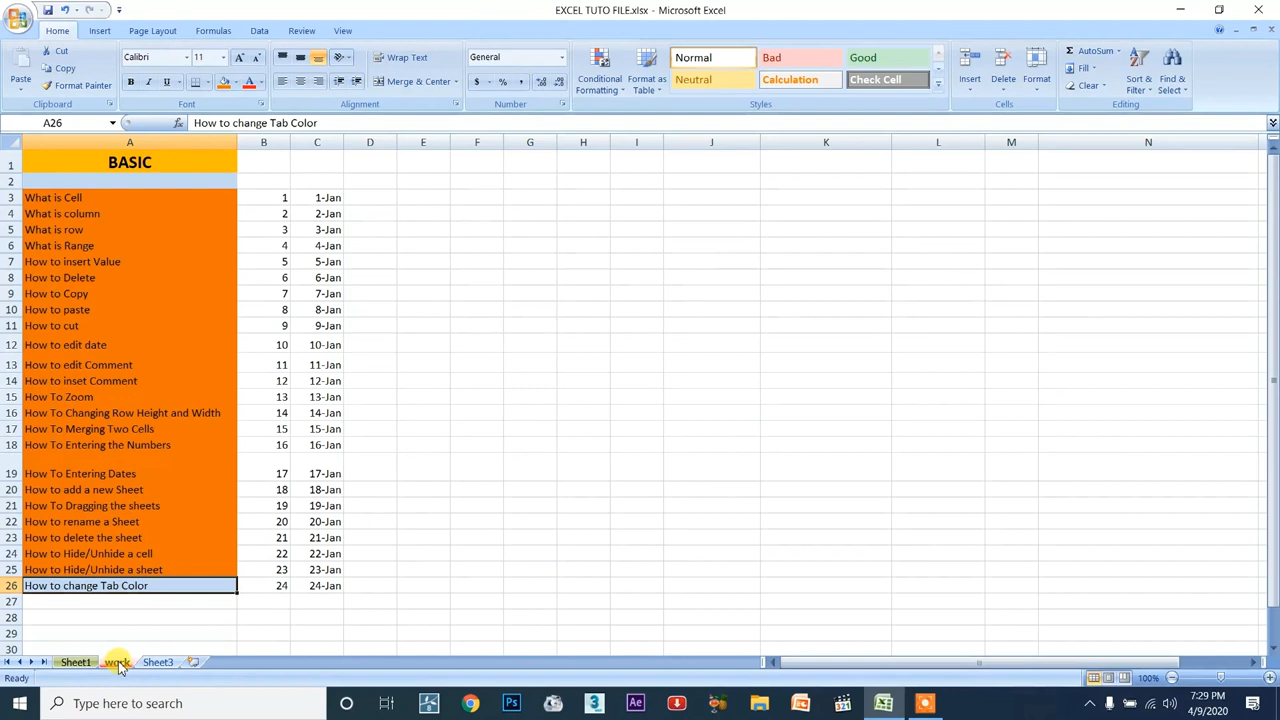 EXCEL TUTO FILE.xlsx - Microsoft Excel
Home Insert Page Layout Formulas Data Review View
Paste
Cut
Copy
Format Painter
Clipboard
Calibri 11
B I U
Font
Wrap Text
Merge & Center
Alignment
General
$ % ,
Number
Conditional Formatting
Format as Table
Normal Bad Good
Neutral Calculation Check Cell
Styles
Insert Delete Format
Cells
AutoSum
Fill
Clear
Sort & Filter
Find & Select
Editing
A26 fx How to change Tab Color
A B C D E F G H I J K L M N
1 BASIC
2
3 What is Cell 1 1-Jan
4 What is column 2 2-Jan
5 What is row 3 3-Jan
6 What is Range 4 4-Jan
7 How to insert Value 5 5-Jan
8 How to Delete 6 6-Jan
9 How to Copy 7 7-Jan
10 How to paste 8 8-Jan
11 How to cut 9 9-Jan
12 How to edit date 10 10-Jan
13 How to edit Comment 11 11-Jan
14 How to inset Comment 12 12-Jan
15 How To Zoom 13 13-Jan
16 How To Changing Row Height and Width 14 14-Jan
17 How To Merging Two Cells 15 15-Jan
18 How To Entering the Numbers 16 16-Jan
19 How To Entering Dates 17 17-Jan
20 How to add a new Sheet 18 18-Jan
21 How To Dragging the sheets 19 19-Jan
22 How to rename a Sheet 20 20-Jan
23 How to delete the sheet 21 21-Jan
24 How to Hide/Unhide a cell 22 22-Jan
25 How to Hide/Unhide a sheet 23 23-Jan
26 How to change Tab Color 24 24-Jan
27
28
29
30
Sheet1 work Sheet3
Ready 100%
Type here to search
Ps
3
Ae
7:29 PM
4/9/2020